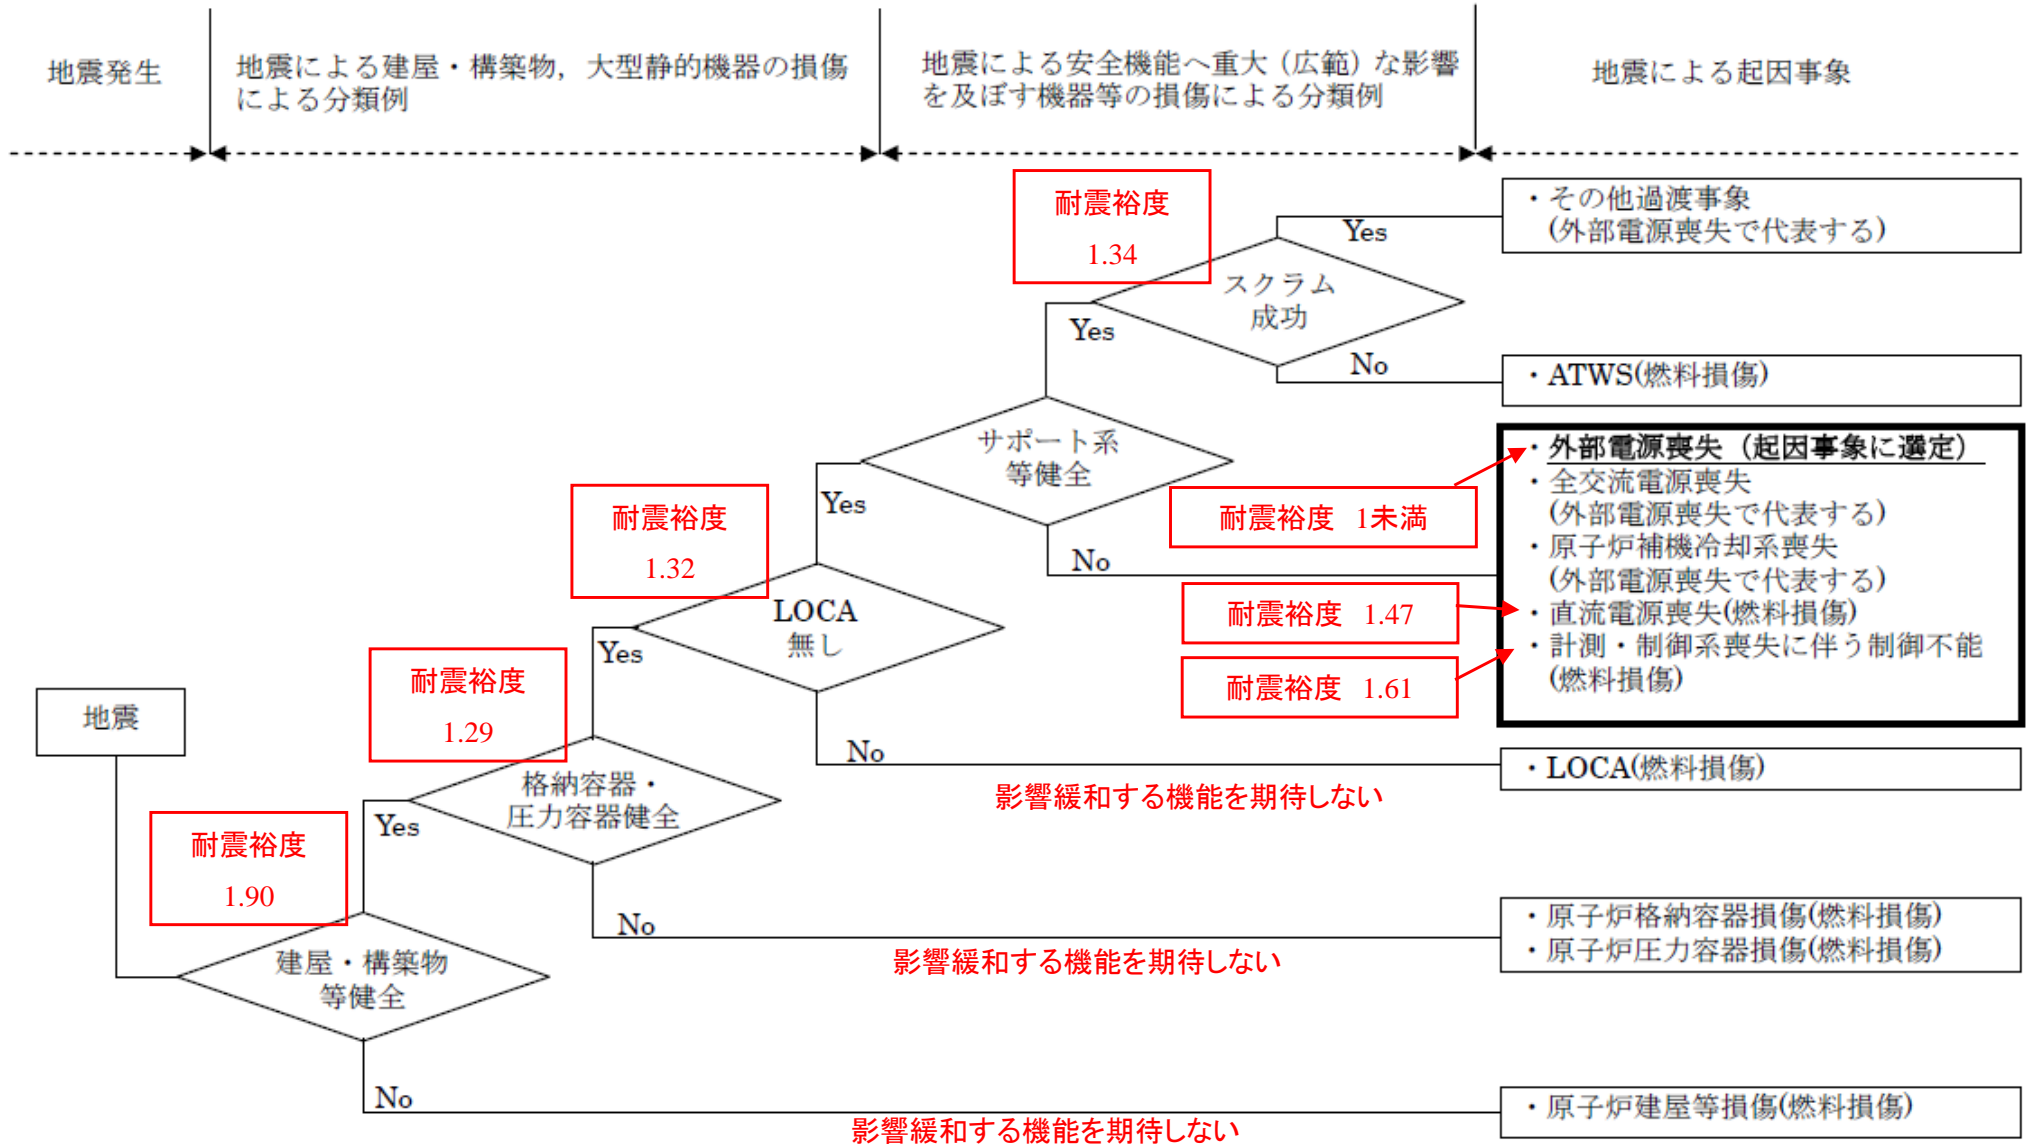 地震発生
地震による建屋・構築物，大型静的機器の損傷
による分類例
地震による安全機能へ重大（広範）な影響
を及ぼす機器等の損傷による分類例
地震による起因事象
耐震裕度
1.34
スクラム
成功
Yes
No
・その他過渡事象
(外部電源喪失で代表する)
・ATWS(燃料損傷)
Yes
サポート系
等健全
No
耐震裕度 1未満
耐震裕度 1.47
耐震裕度 1.61
・外部電源喪失（起因事象に選定）
・全交流電源喪失
(外部電源喪失で代表する)
・原子炉補機冷却系喪失
(外部電源喪失で代表する)
・直流電源喪失(燃料損傷)
・計測・制御系喪失に伴う制御不能
(燃料損傷)
耐震裕度
1.32
Yes
LOCA
無し
No
影響緩和する機能を期待しない
・LOCA(燃料損傷)
耐震裕度
1.29
Yes
格納容器・
圧力容器健全
No
影響緩和する機能を期待しない
・原子炉格納容器損傷(燃料損傷)
・原子炉圧力容器損傷(燃料損傷)
地震
耐震裕度
1.90
Yes
建屋・構築物
等健全
No
影響緩和する機能を期待しない
・原子炉建屋等損傷(燃料損傷)